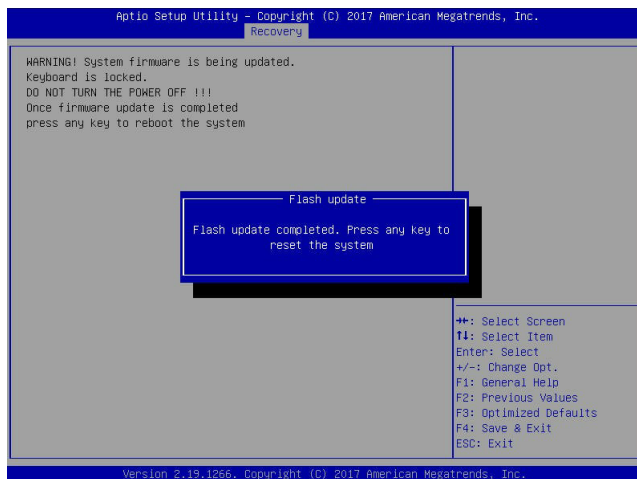 Aptio Setup Utility – Copyright (C) 2017 American Megatrends, Inc.
Recovery
WARNING! System firmware is being updated.
Keyboard is locked.
DO NOT TURN THE POWER OFF !!!
Once firmware update is completed
press any key to reboot the system
Flash update
Flash update completed. Press any key to
reset the system
→←: Select Screen
↑↓: Select Item
Enter: Select
+/-: Change Opt.
F1: General Help
F2: Previous Values
F3: Optimized Defaults
F4: Save & Exit
ESC: Exit
Version 2.19.1266. Copyright (C) 2017 American Megatrends, Inc.